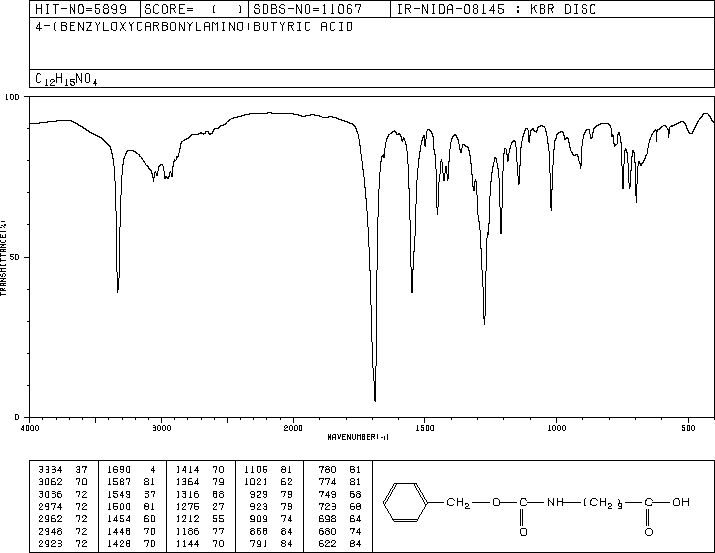 HIT-NO=5899 SCORE= ( ) SDBS-NO=11067 IR-NIDA-08145 : KBR DISC
4-(BENZYLOXYCARBONYLAMINO)BUTYRIC ACID
C12H15NO4
100
50
0
TRANSMITTANCE(%)
4000 3000 2000 1500 1000 500
WAVENUMBER(-1)
3334 37 1690 4 1414 70 1106 81 780 81
3062 70 1587 81 1364 79 1021 62 774 81
3036 72 1549 37 1316 68 929 79 749 68
2974 72 1500 81 1275 27 923 79 723 68
2962 72 1454 60 1212 55 909 74 698 64
2946 72 1448 70 1186 77 868 84 680 74
2923 72 1428 70 1144 70 791 84 622 84
CH2 O C NH (CH2)3 C OH
O O